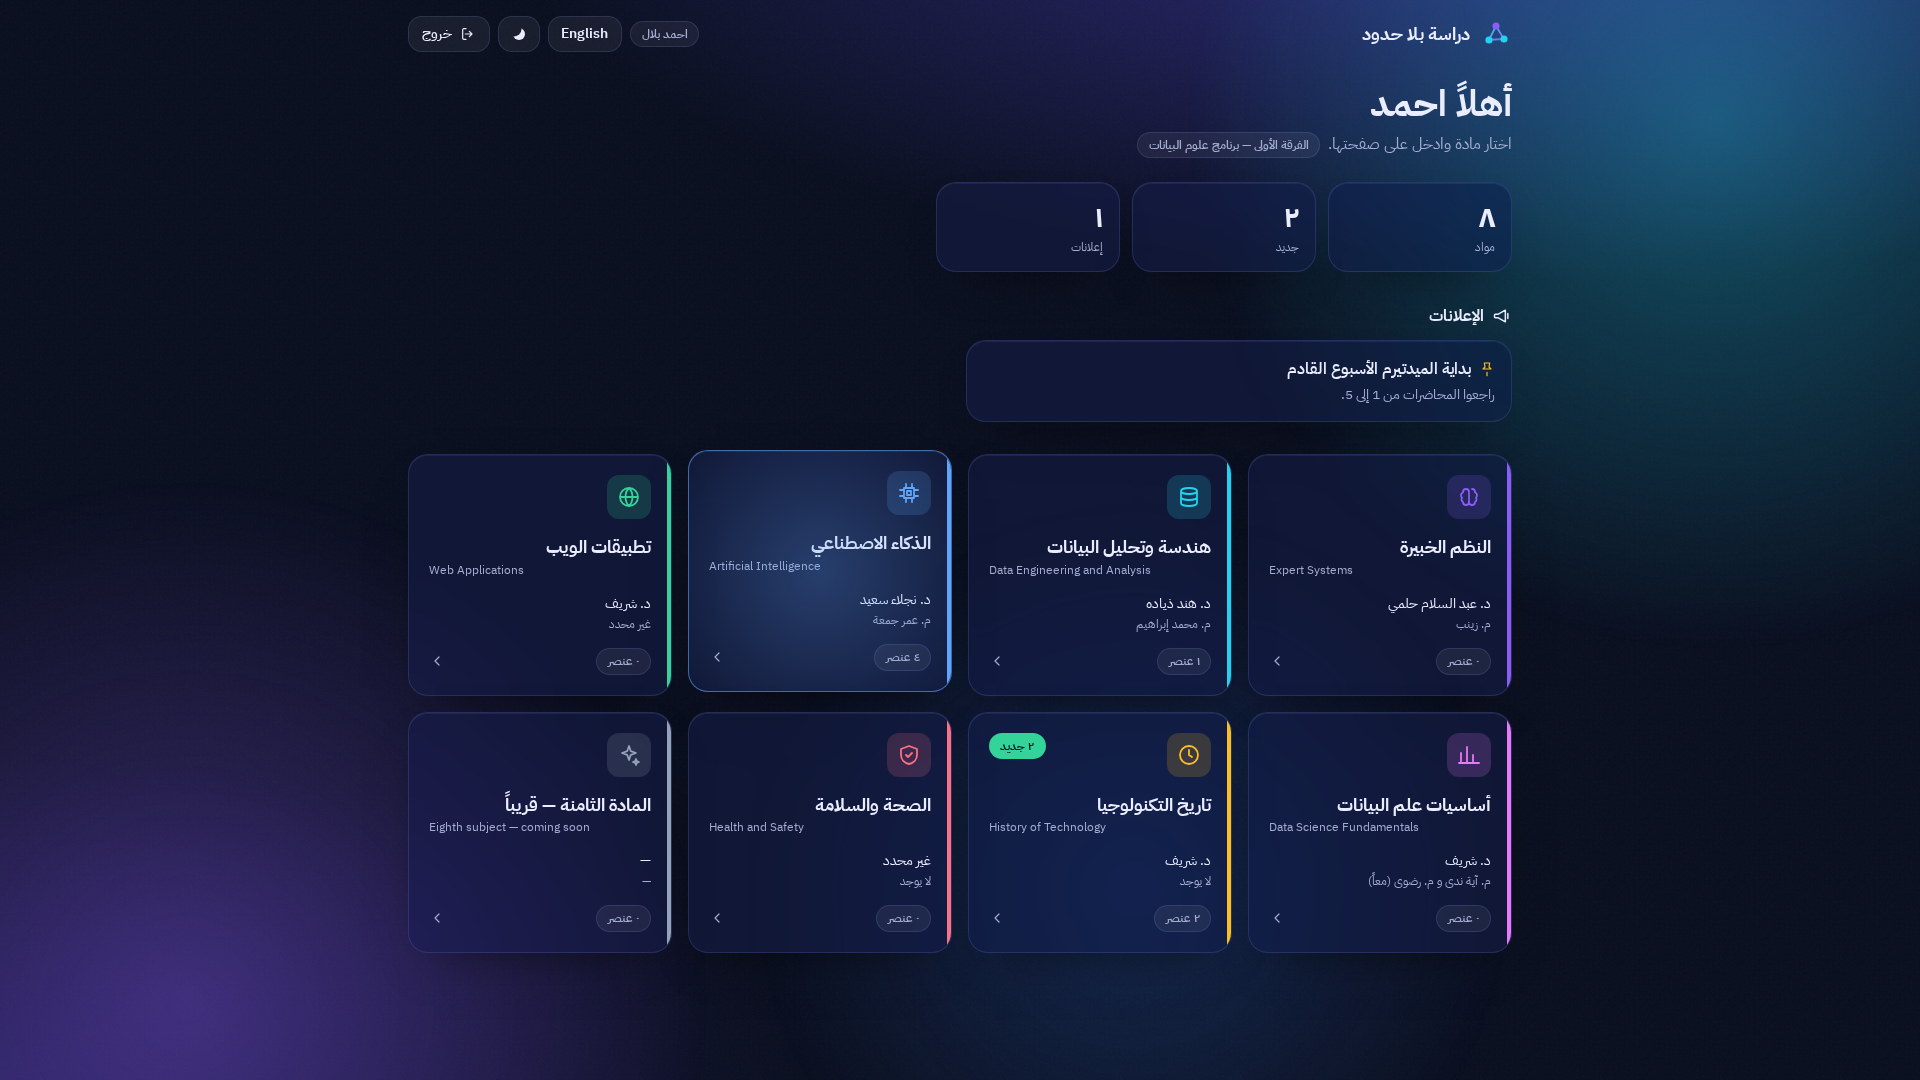 دراسة بلا حدود
احمد بلال
English
خروج
أهلاً احمد
اختار مادة وادخل على صفحتها.
الفرقة الأولى — برنامج علوم البيانات
٨
مواد
٢
جديد
١
إعلانات
الإعلانات
بداية الميدتيرم الأسبوع القادم
راجعوا المحاضرات من 1 إلى 5.
النظم الخبيرة
Expert Systems
د. عبد السلام حلمي
م. زينب
٠ عنصر
هندسة وتحليل البيانات
Data Engineering and Analysis
د. هند ذياده
م. محمد إبراهيم
١ عنصر
الذكاء الاصطناعي
Artificial Intelligence
د. نجلاء سعيد
م. عمر جمعة
٤ عنصر
تطبيقات الويب
Web Applications
د. شريف
غير محدد
٠ عنصر
أساسيات علم البيانات
Data Science Fundamentals
د. شريف
م. آية ندى و م. رضوى (معاً)
٠ عنصر
٢ جديد
تاريخ التكنولوجيا
History of Technology
د. شريف
لا يوجد
٢ عنصر
الصحة والسلامة
Health and Safety
غير محدد
لا يوجد
٠ عنصر
المادة الثامنة — قريباً
Eighth subject — coming soon
—
—
٠ عنصر